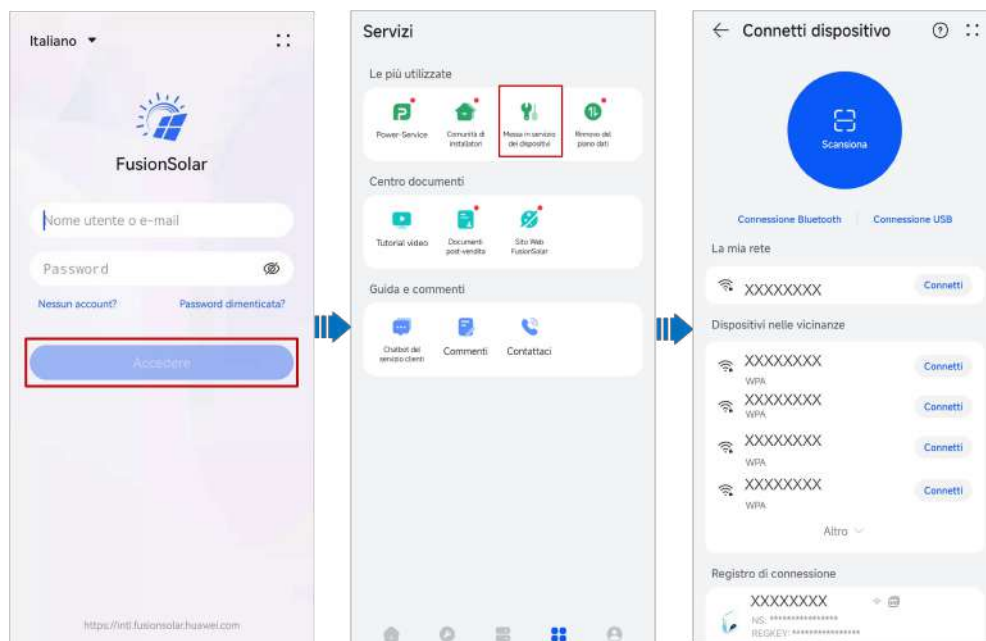 Italiano
FusionSolar
Nome utente o e-mail
Password
Nessun account?
Password dimenticata?
Accedere
https://intl.fusionsolar.huawei.com
Servizi
Le più utilizzate
Power-Service
Comunità di
installatori
Messa in servizio
dei dispositivi
Rinnovo del
piano dati
Centro documenti
Tutorial video
Documenti
post-vendita
Sito Web
FusionSolar
Guida e commenti
Chatbot del
servizio clienti
Commenti
Contattaci
Connetti dispositivo
Scansiona
Connessione Bluetooth
Connessione USB
La mia rete
XXXXXXXX
Connetti
Dispositivi nelle vicinanze
XXXXXXXX
WPA
Connetti
XXXXXXXX
WPA
Connetti
XXXXXXXX
WPA
Connetti
XXXXXXXX
WPA
Connetti
Altro
Registro di connessione
XXXXXXXX
NS: ****************
REGKEY: ****************